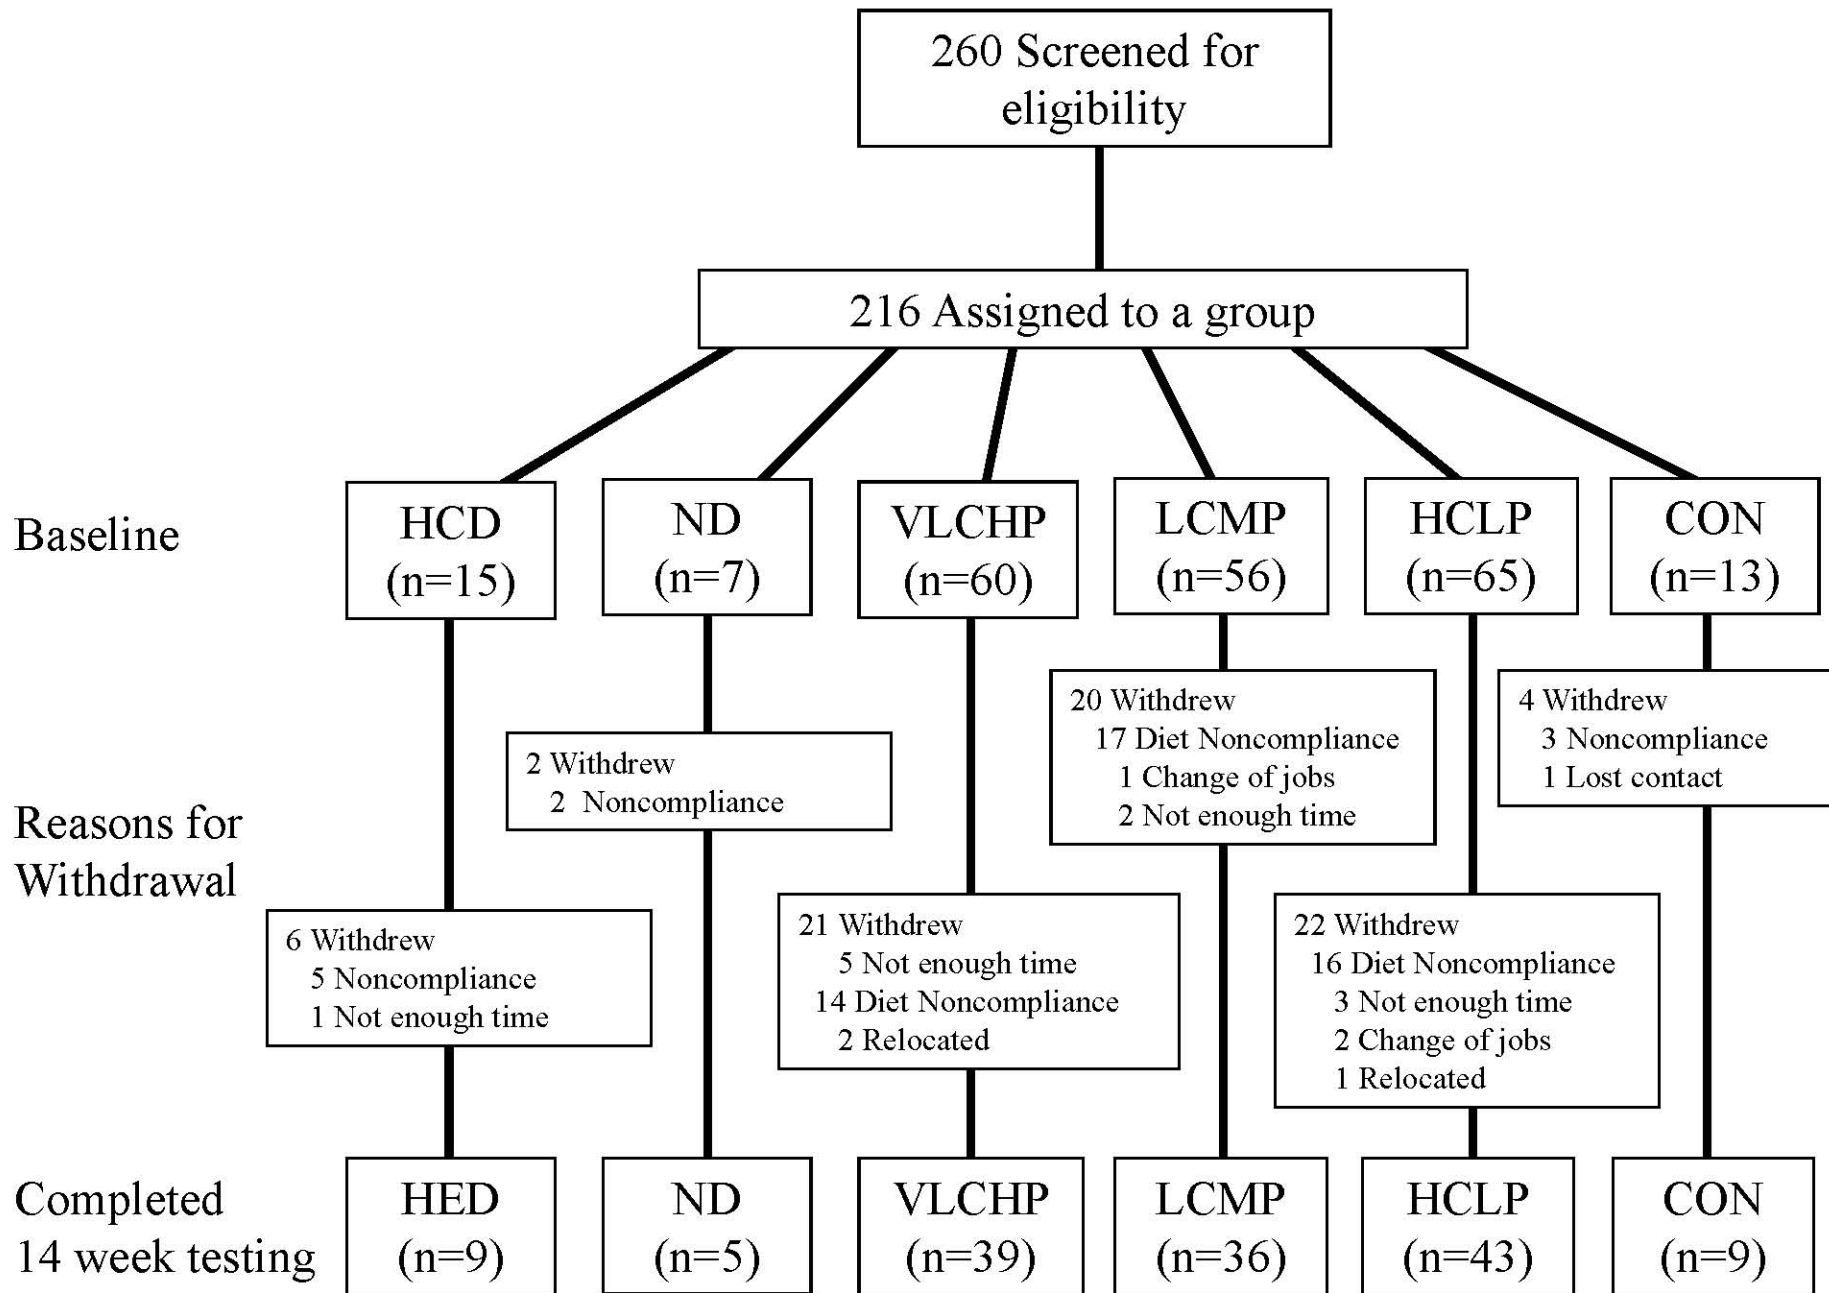 260 Screened for
eligibility
216 Assigned to a group
Baseline
HCD
(n=15)
ND
(n=7)
VLCHP
(n=60)
LCMP
(n=56)
HCLP
(n=65)
CON
(n=13)
Reasons for
Withdrawal
6 Withdrew
5 Noncompliance
1 Not enough time
2 Withdrew
2 Noncompliance
21 Withdrew
5 Not enough time
14 Diet Noncompliance
2 Relocated
20 Withdrew
17 Diet Noncompliance
1 Change of jobs
2 Not enough time
22 Withdrew
16 Diet Noncompliance
3 Not enough time
2 Change of jobs
1 Relocated
4 Withdrew
3 Noncompliance
1 Lost contact
Completed
14 week testing
HED
(n=9)
ND
(n=5)
VLCHP
(n=39)
LCMP
(n=36)
HCLP
(n=43)
CON
(n=9)